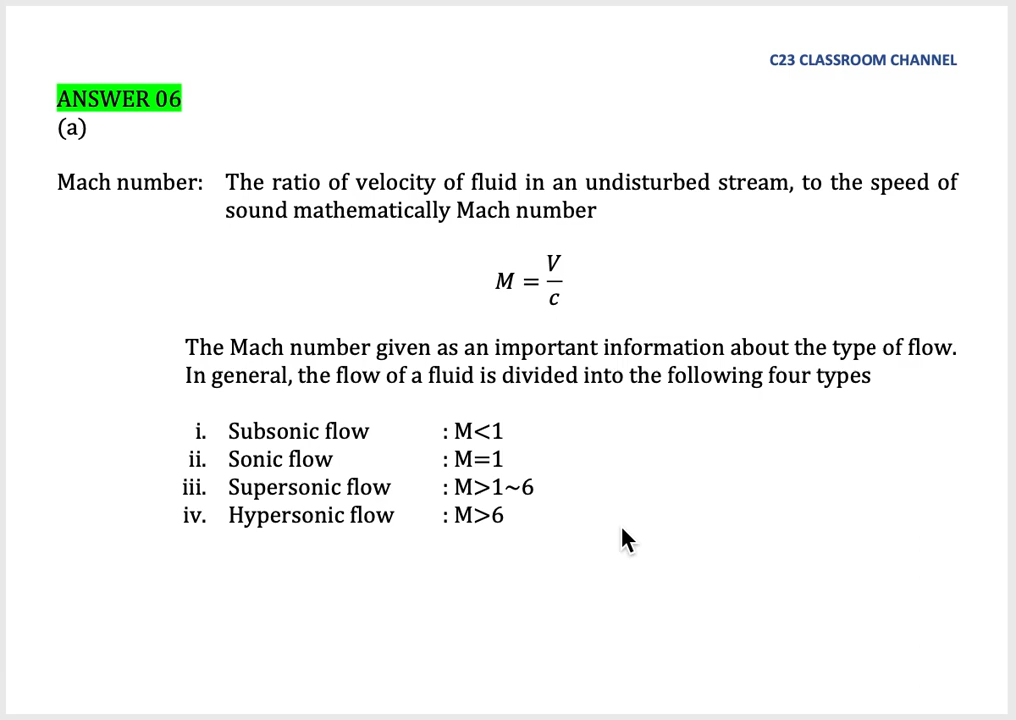 C23 CLASSROOM CHANNEL
ANSWER 06
(a)
Mach number: The ratio of velocity of fluid in an undisturbed stream, to the speed of
sound mathematically Mach number
M = V/c
The Mach number given as an important information about the type of flow.
In general, the flow of a fluid is divided into the following four types
i. Subsonic flow : M<1
ii. Sonic flow : M=1
iii. Supersonic flow : M>1~6
iv. Hypersonic flow : M>6